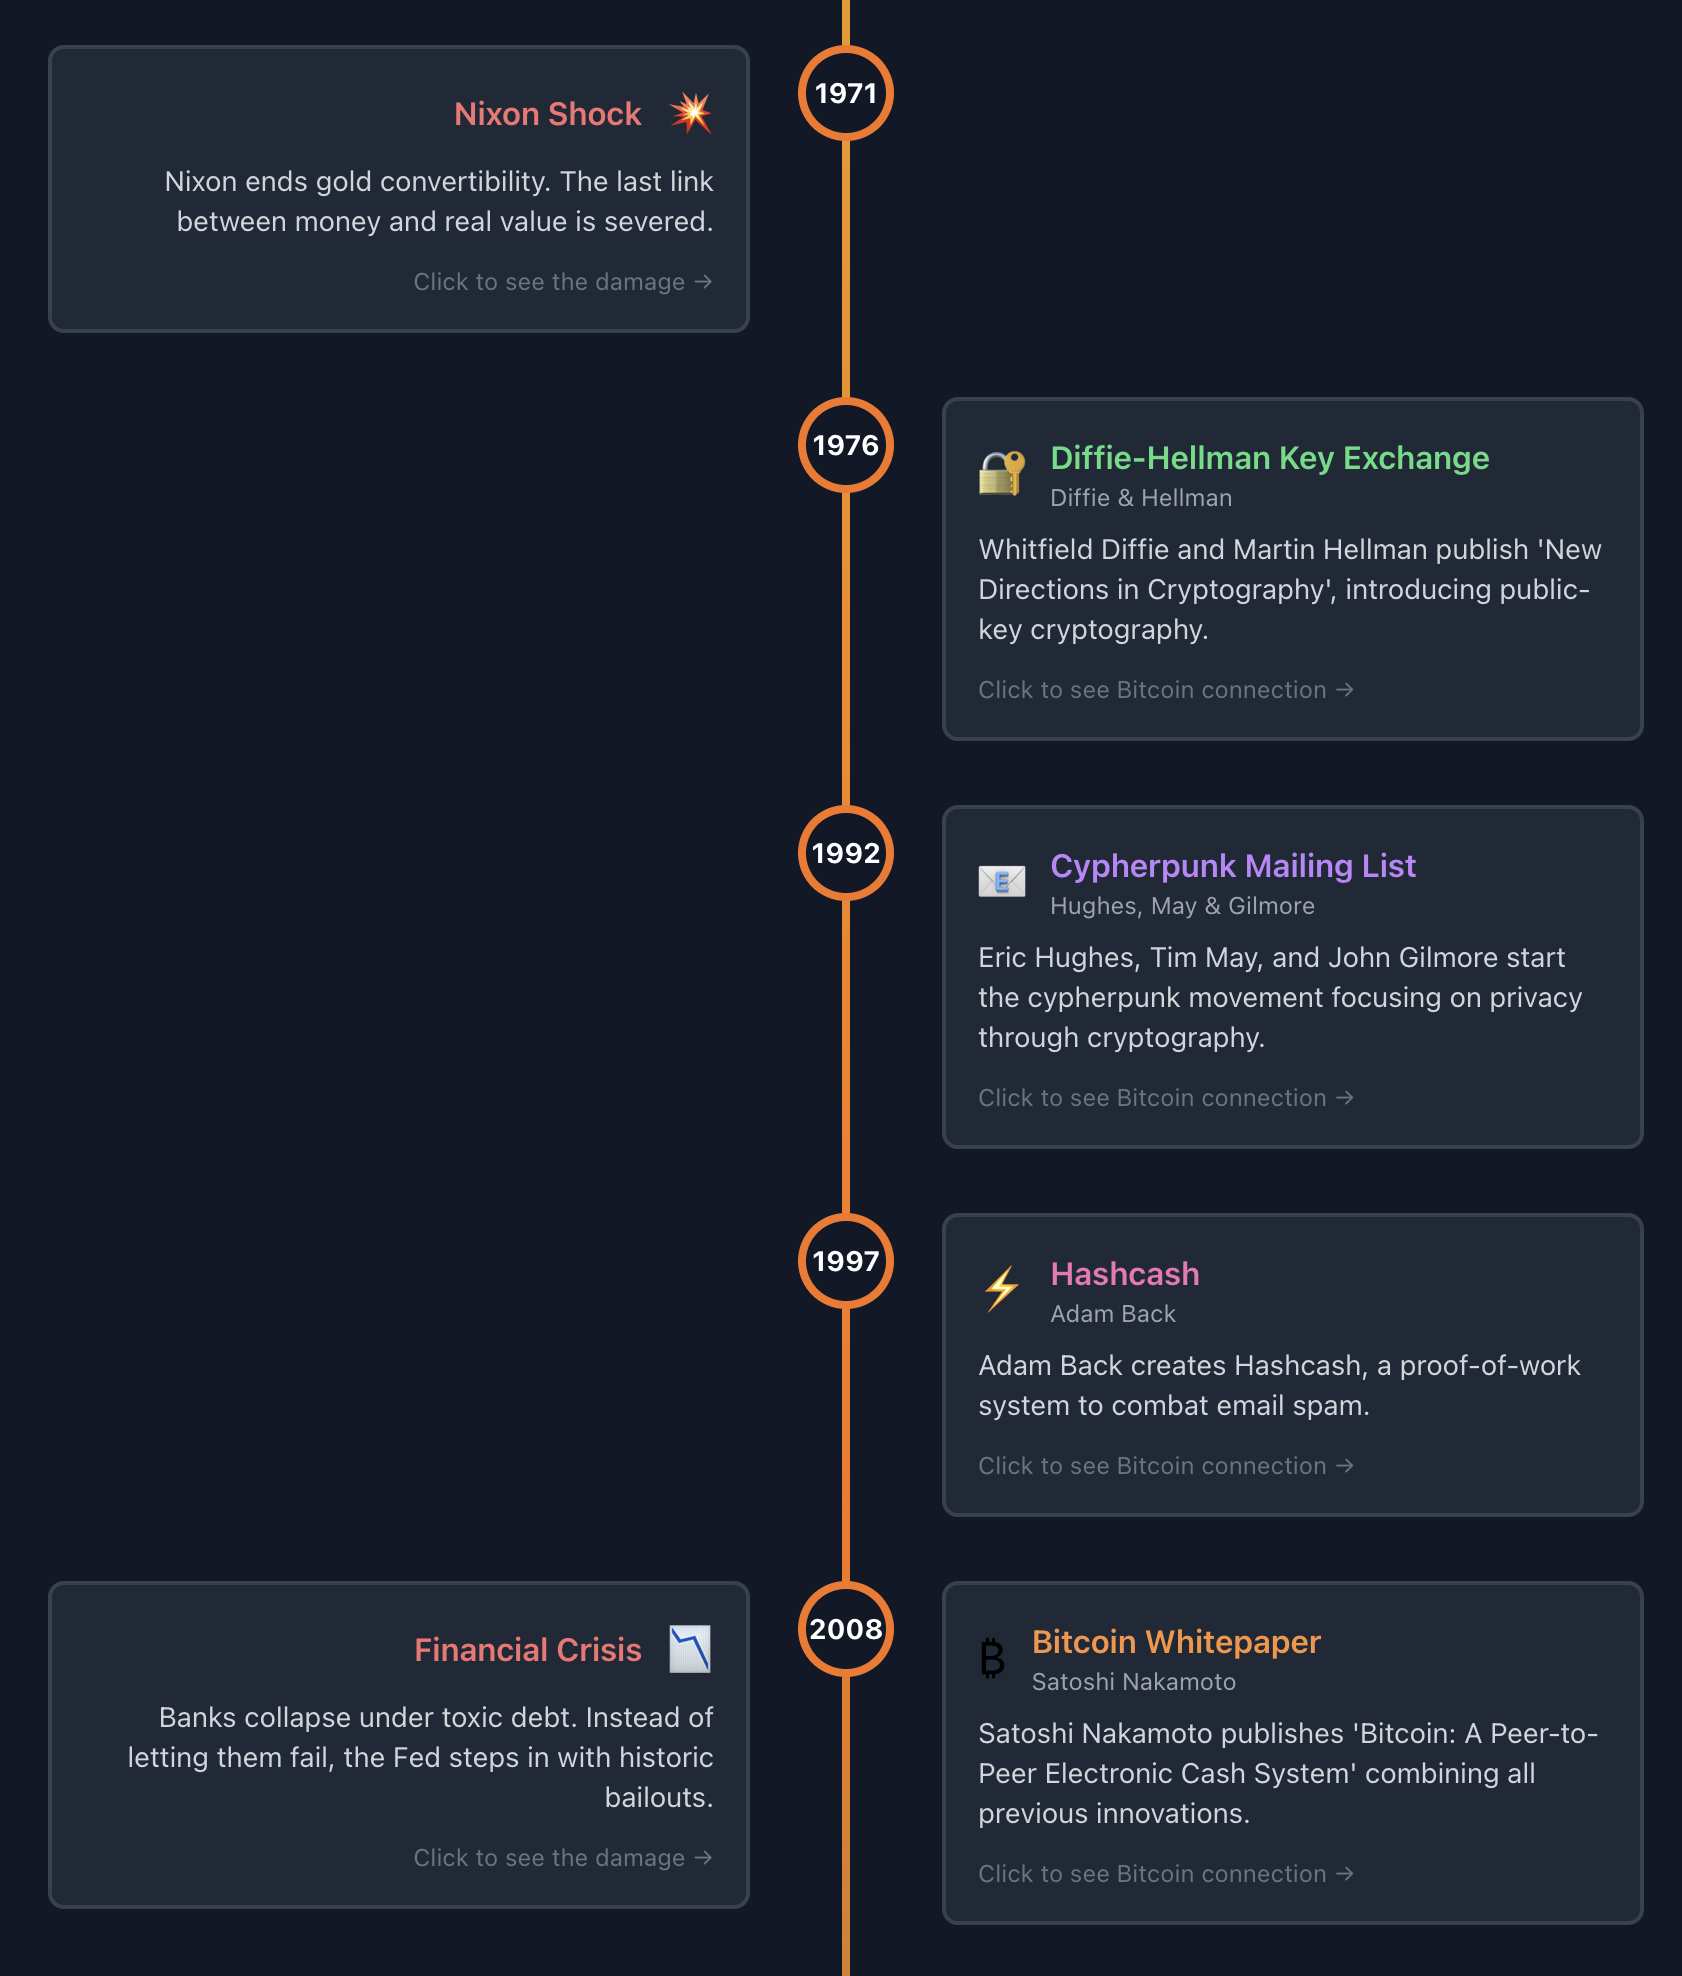 1971
Nixon Shock
Nixon ends gold convertibility. The last link
between money and real value is severed.
Click to see the damage →
1976
Diffie-Hellman Key Exchange
Diffie & Hellman
Whitfield Diffie and Martin Hellman publish 'New
Directions in Cryptography', introducing public-
key cryptography.
Click to see Bitcoin connection →
1992
E
Cypherpunk Mailing List
Hughes, May & Gilmore
Eric Hughes, Tim May, and John Gilmore start
the cypherpunk movement focusing on privacy
through cryptography.
Click to see Bitcoin connection →
1997
Hashcash
Adam Back
Adam Back creates Hashcash, a proof-of-work
system to combat email spam.
Click to see Bitcoin connection →
2008
Financial Crisis
Banks collapse under toxic debt. Instead of
letting them fail, the Fed steps in with historic
bailouts.
Click to see the damage →
₿
Bitcoin Whitepaper
Satoshi Nakamoto
Satoshi Nakamoto publishes 'Bitcoin: A Peer-to-
Peer Electronic Cash System' combining all
previous innovations.
Click to see Bitcoin connection →